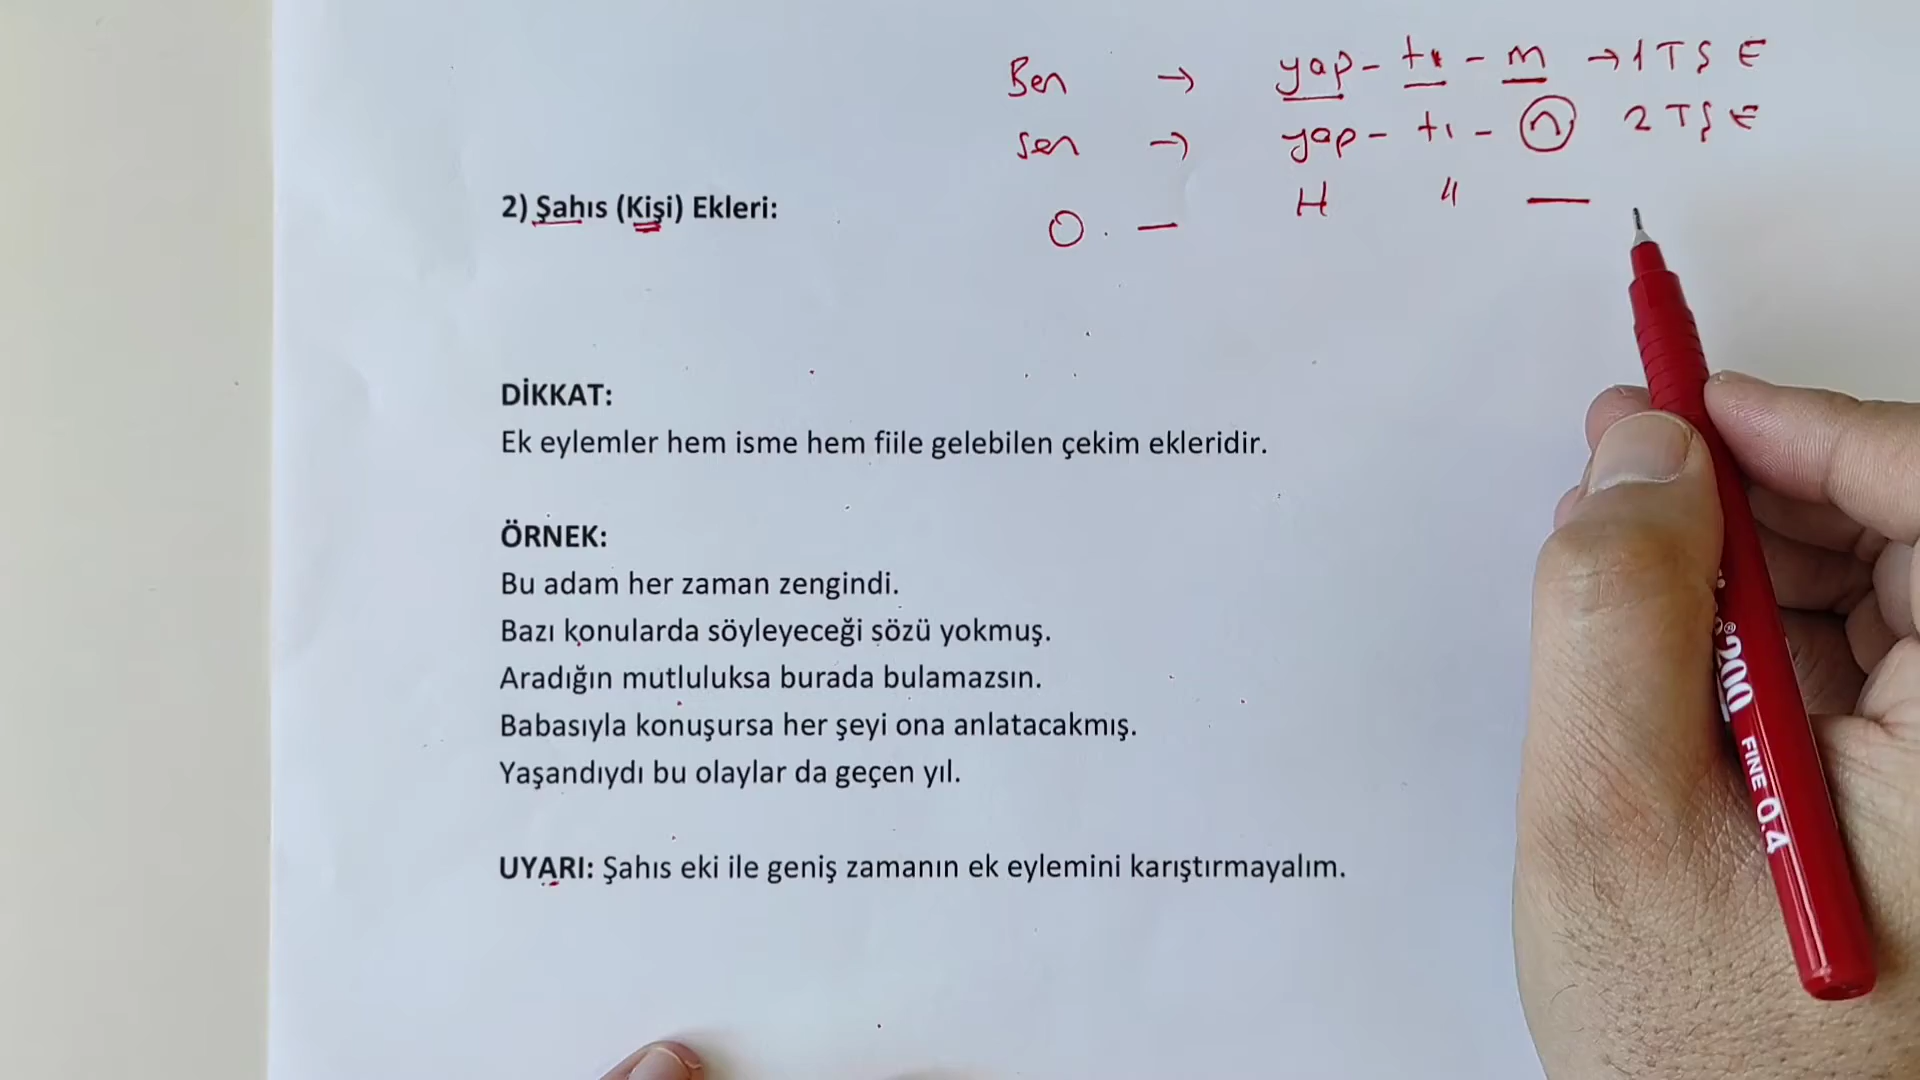 Ben → yap - tı - m → 1 T Ş E
sen → yap - tı - n 2 T Ş E
O - H " —
2) Şahıs (Kişi) Ekleri:
DİKKAT:
Ek eylemler hem isme hem fiile gelebilen çekim ekleridir.
ÖRNEK:
Bu adam her zaman zengindi.
Bazı konularda söyleyeceği sözü yokmuş.
Aradığın mutluluksa burada bulamazsın.
Babasıyla konuşursa her şeyi ona anlatacakmış.
Yaşandıydı bu olaylar da geçen yıl.
UYARI: Şahıs eki ile geniş zamanın ek eylemini karıştırmayalım.
200 FINE 0.4